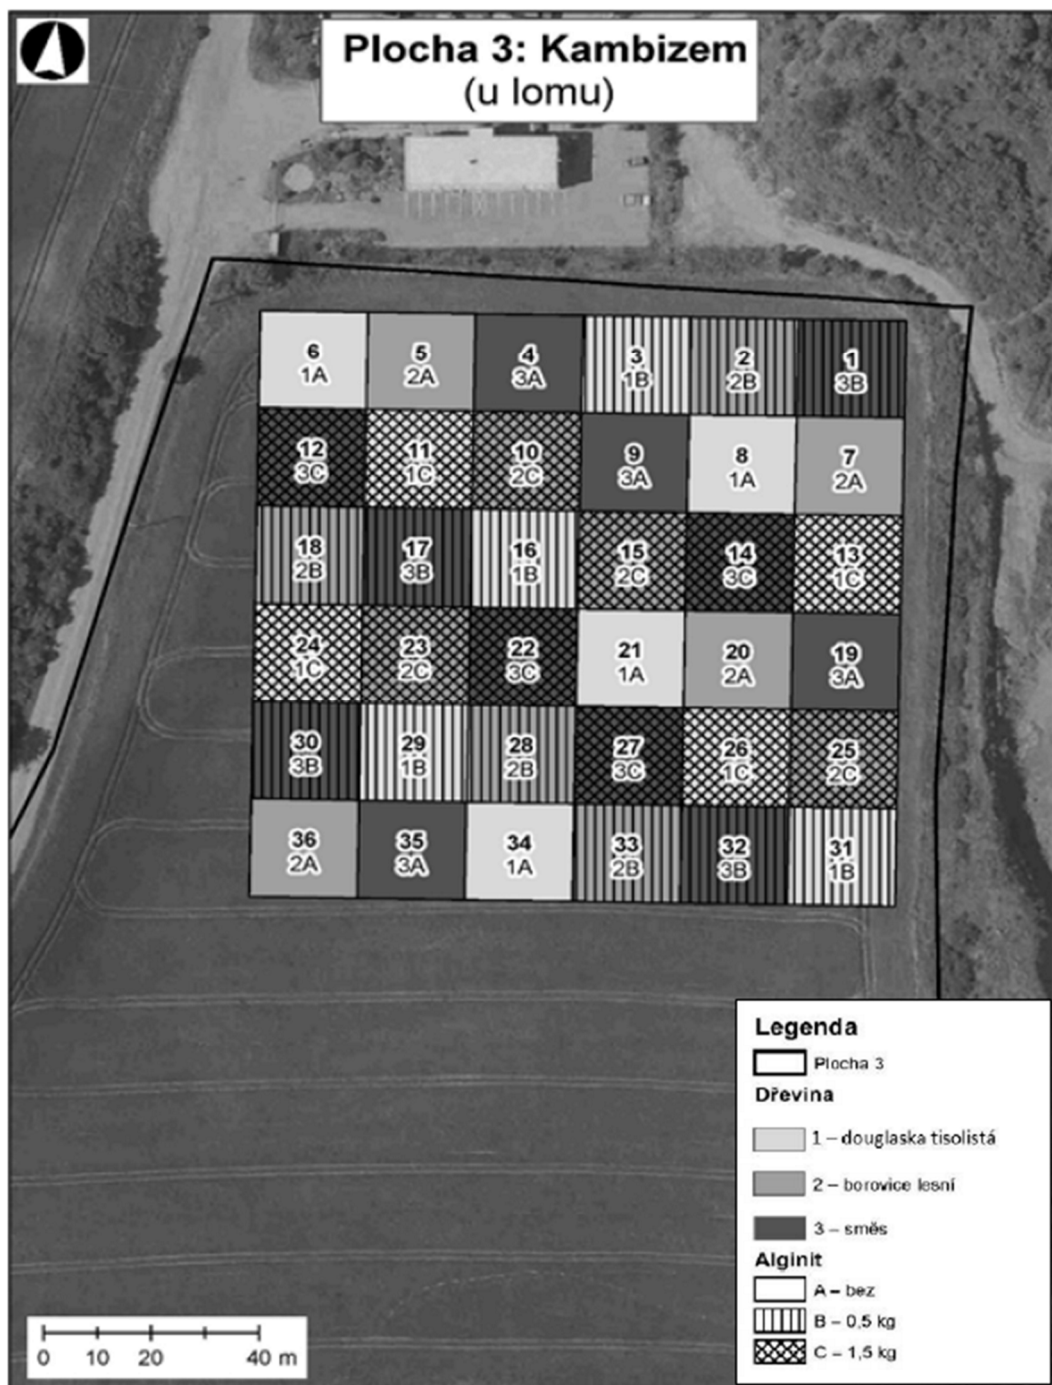 Plocha 3: Kambizem
(u lomu)
6 5 4 3 2 1
1A 2A 3A 1B 2B 3B
12 11 10 9 8 7
3C 1C 2C 3A 1A 2A
18 17 16 15 14 13
2B 3B 1B 2C 3C 1C
24 23 22 21 20 19
1C 2C 3C 1A 2A 3A
30 29 28 27 26 25
3B 1B 2B 3C 1C 2C
36 35 34 33 32 31
2A 3A 1A 2B 3B 1B
Legenda
Plocha 3
Dřevina
1 – douglaska tisolistá
2 – borovice lesní
3 – směs
Alginit
A – bez
B – 0,5 kg
C – 1,5 kg
0 10 20 40 m